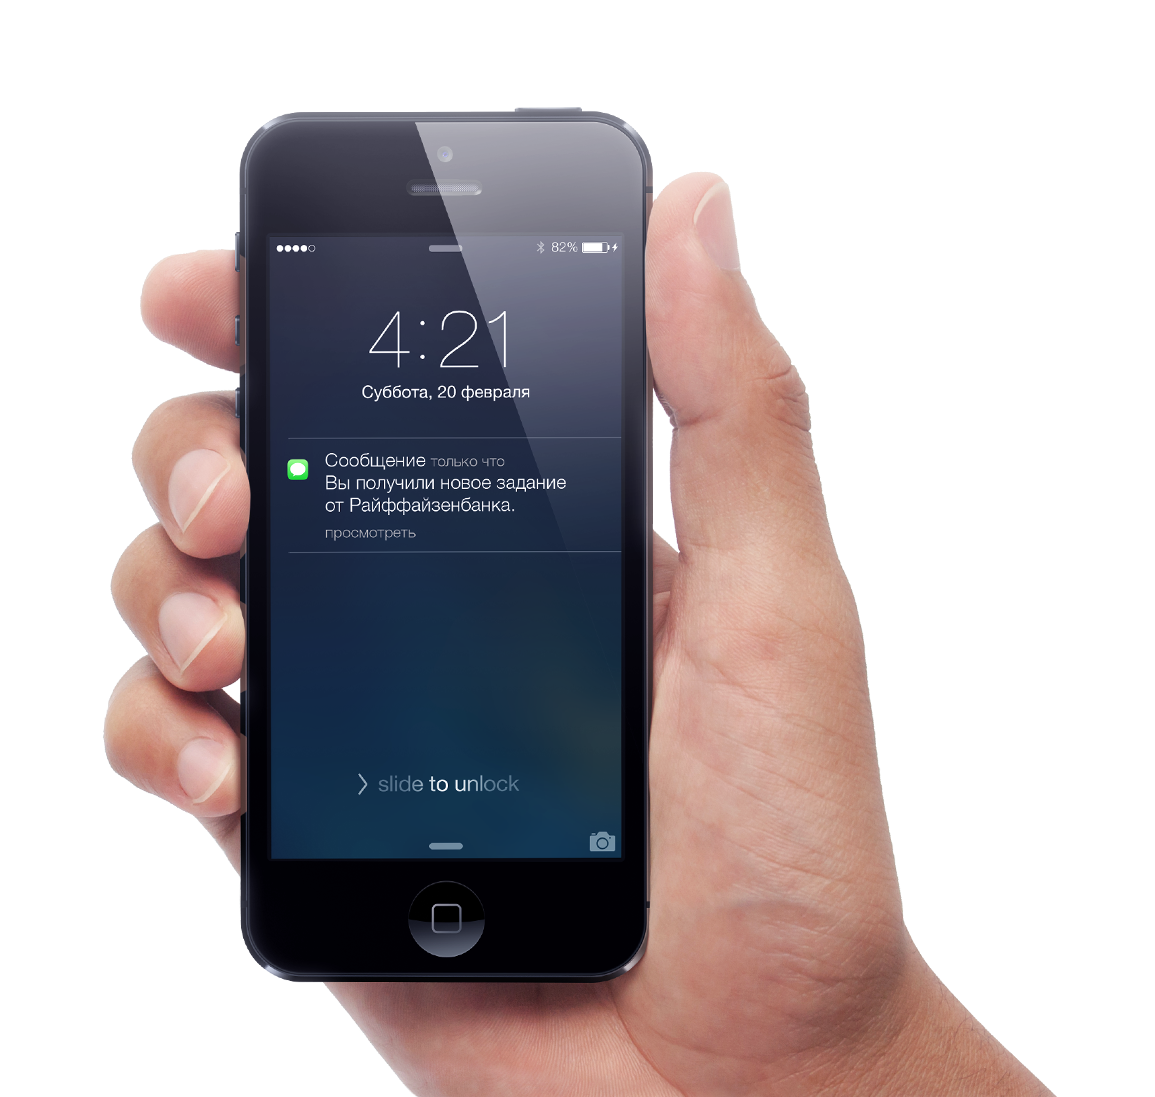 82%
4:21
Суббота, 20 февраля
Сообщение только что
Вы получили новое задание
от Райффайзенбанка.
просмотреть
slide to unlock